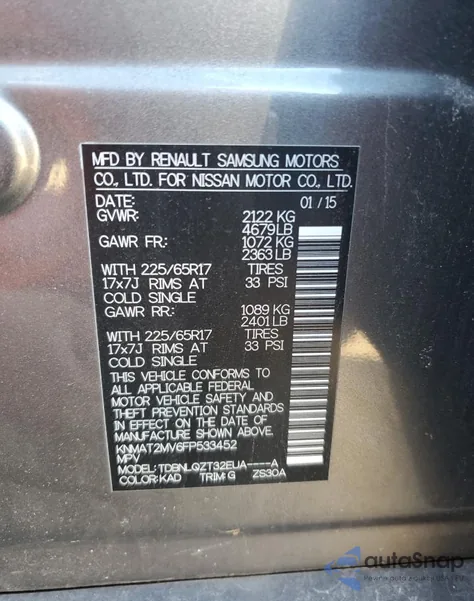 MFD BY RENAULT SAMSUNG MOTORS
CO., LTD. FOR NISSAN MOTOR CO., LTD.
DATE: 01 / 15
GVWR: 2122 KG
4679 LB
GAWR FR: 1072 KG
2363 LB
WITH 225/65R17 TIRES
17x7J RIMS AT 33 PSI
COLD SINGLE
GAWR RR: 1089 KG
2401 LB
WITH 225/65R17 TIRES
17x7J RIMS AT 33 PSI
COLD SINGLE
THIS VEHICLE CONFORMS TO
ALL APPLICABLE FEDERAL
MOTOR VEHICLE SAFETY AND
THEFT PREVENTION STANDARDS
IN EFFECT ON THE DATE OF
MANUFACTURE SHOWN ABOVE.
KNMAT2MV6FP533452
MPV
MODEL: TDBNLQZT32EUA----A
COLOR:KAD TRIM:G ZS30A
autoSnap